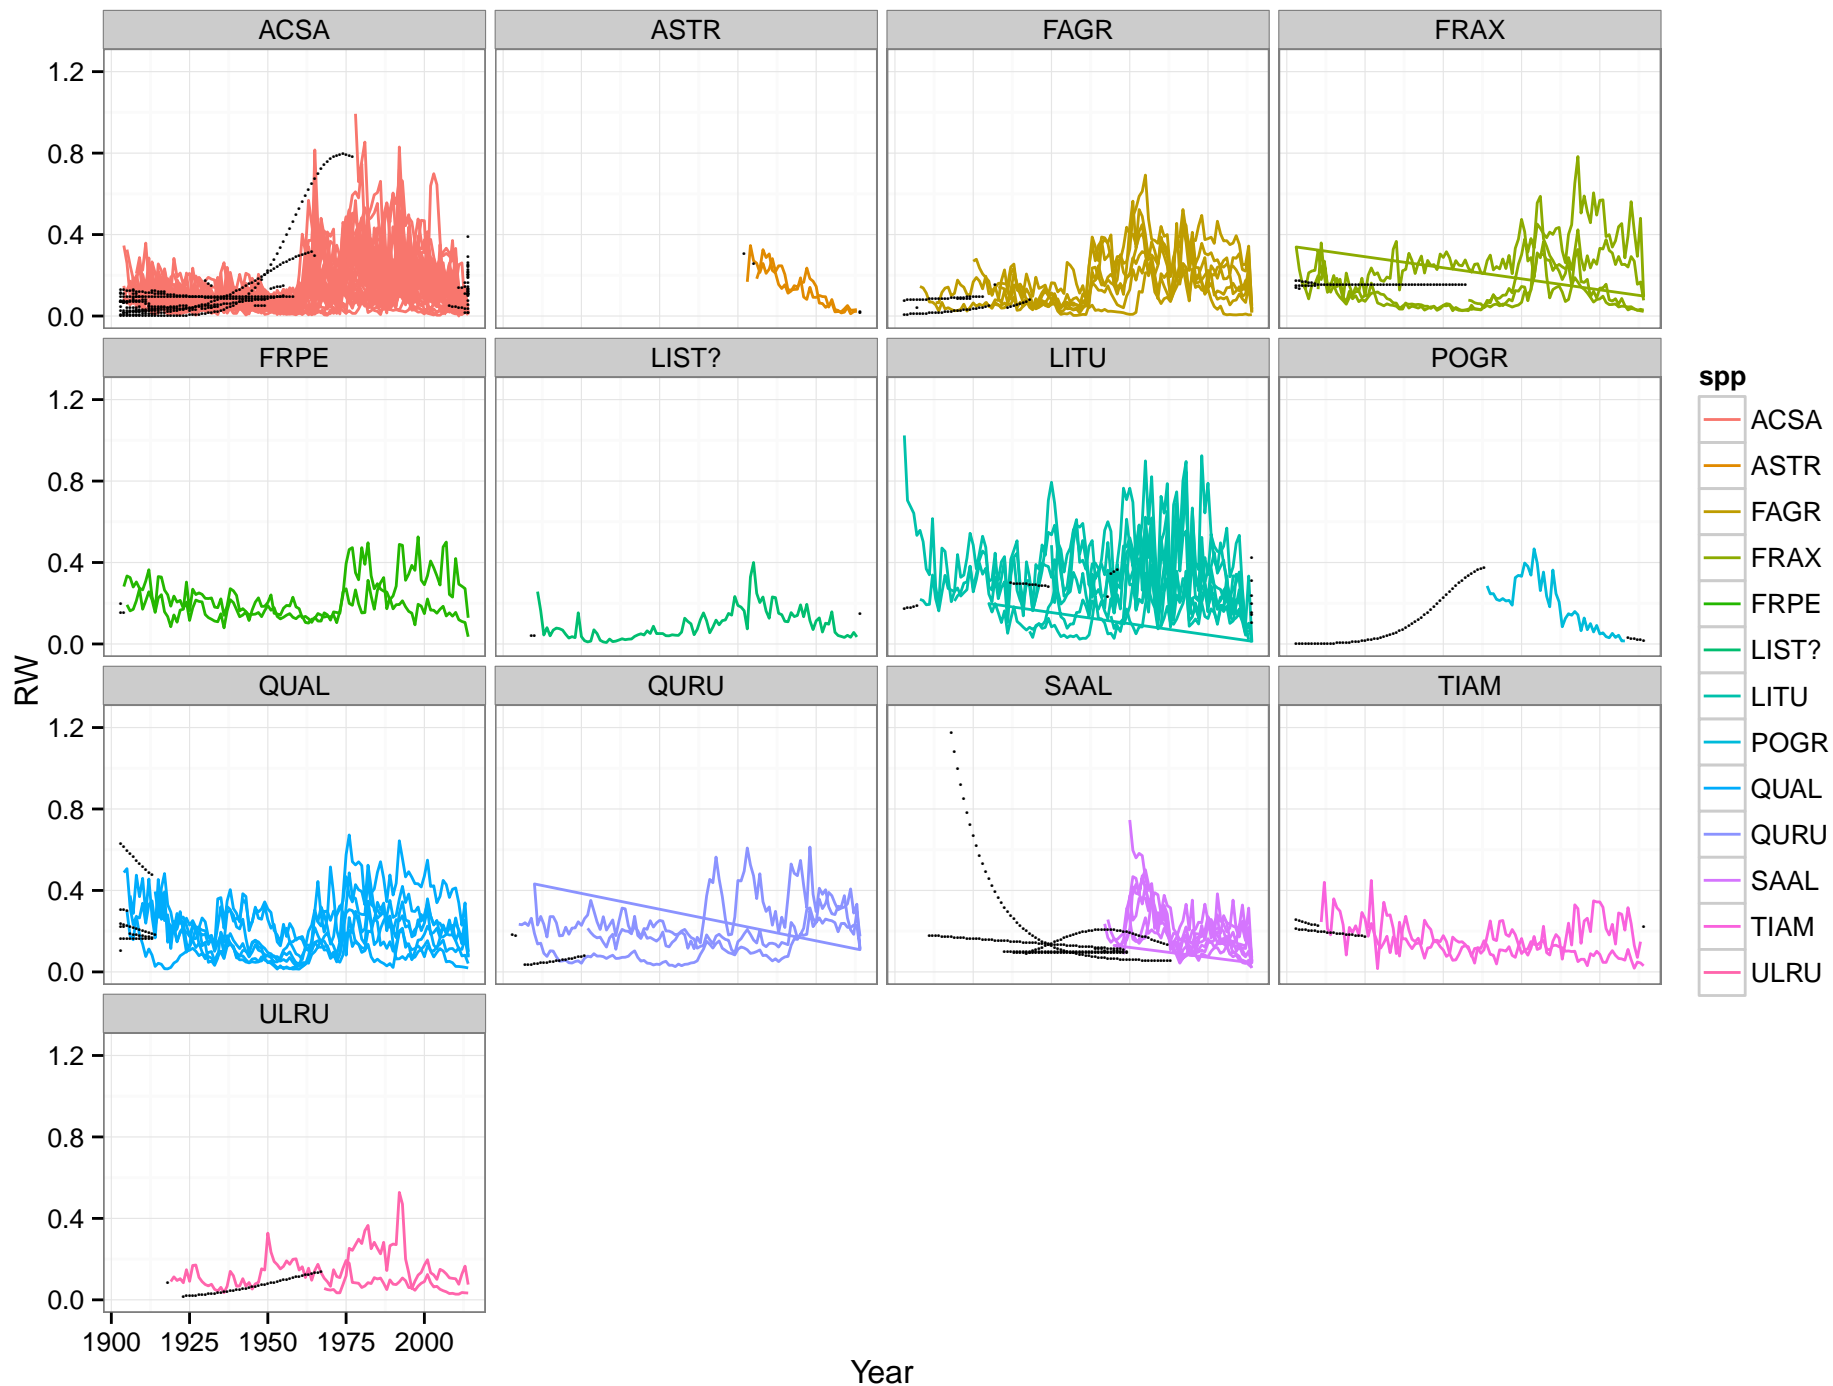 ACSA ASTR FAGR FRAX
1.2
0.8
0.4
0.0
FRPE LIST? LITU POGR
1.2
0.8
0.4
0.0
QUAL QURU SAAL TIAM
1.2
0.8
0.4
0.0
ULRU
1.2
0.8
0.4
0.0
1900 1925 1950 1975 2000
RW
Year
spp
ACSA
ASTR
FAGR
FRAX
FRPE
LIST?
LITU
POGR
QUAL
QURU
SAAL
TIAM
ULRU